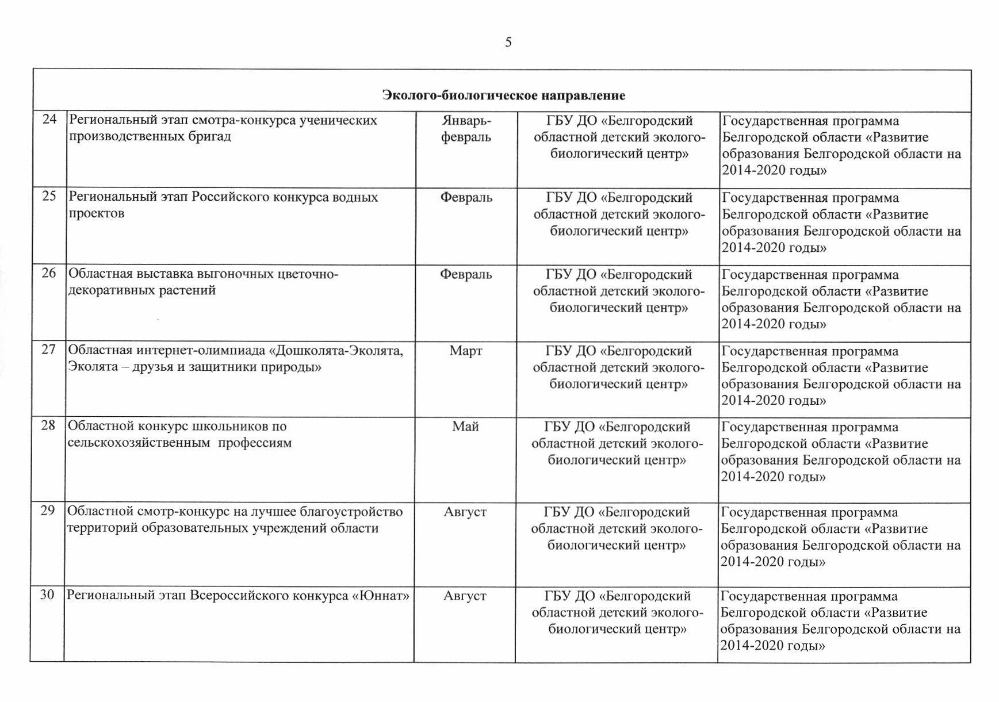 5
Эколого-биологическое направление
24
Региональный этап смотра-конкурса ученических
производственных бригад
Январь-
февраль
ГБУ ДО «Белгородский
областной детский эколого-
биологический центр»
Государственная программа
Белгородской области «Развитие
образования Белгородской области на
2014-2020 годы»
25
Региональный этап Российского конкурса водных
проектов
Февраль
ГБУ ДО «Белгородский
областной детский эколого-
биологический центр»
Государственная программа
Белгородской области «Развитие
образования Белгородской области на
2014-2020 годы»
26
Областная выставка выгоночных цветочно-
декоративных растений
Февраль
ГБУ ДО «Белгородский
областной детский эколого-
биологический центр»
Государственная программа
Белгородской области «Развитие
образования Белгородской области на
2014-2020 годы»
27
Областная интернет-олимпиада «Дошколята-Эколята,
Эколята – друзья и защитники природы»
Март
ГБУ ДО «Белгородский
областной детский эколого-
биологический центр»
Государственная программа
Белгородской области «Развитие
образования Белгородской области на
2014-2020 годы»
28
Областной конкурс школьников по
сельскохозяйственным профессиям
Май
ГБУ ДО «Белгородский
областной детский эколого-
биологический центр»
Государственная программа
Белгородской области «Развитие
образования Белгородской области на
2014-2020 годы»
29
Областной смотр-конкурс на лучшее благоустройство
территорий образовательных учреждений области
Август
ГБУ ДО «Белгородский
областной детский эколого-
биологический центр»
Государственная программа
Белгородской области «Развитие
образования Белгородской области на
2014-2020 годы»
30
Региональный этап Всероссийского конкурса «Юннат»
Август
ГБУ ДО «Белгородский
областной детский эколого-
биологический центр»
Государственная программа
Белгородской области «Развитие
образования Белгородской области на
2014-2020 годы»